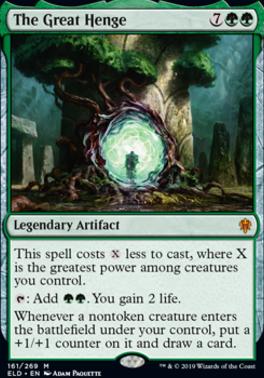 The Great Henge 7
Legendary Artifact
This spell costs X less to cast, where X
is the greatest power among creatures
you control.
: Add . You gain 2 life.
Whenever a nontoken creature enters
the battlefield under your control, put a
+1/+1 counter on it and draw a card.
161/269 M
ELD • EN Adam Paquette
™ & © 2019 Wizards of the Coast